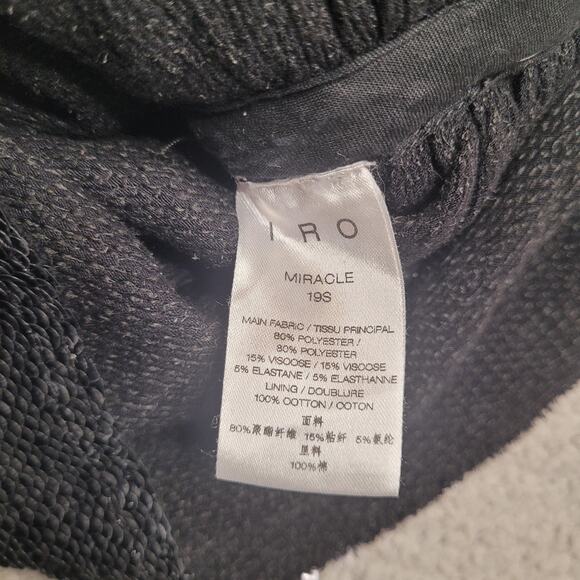 IRO
MIRACLE
19S
MAIN FABRIC / TISSU PRINCIPAL
80% POLYESTER /
80% POLYESTER
15% VISCOSE / 15% VISCOSE
5% ELASTANE / 5% ELASTHANNE
LINING / DOUBLURE
100% COTTON / COTON
面料
80%聚酯纤维 15%粘纤 5%氨纶
里料
100%棉